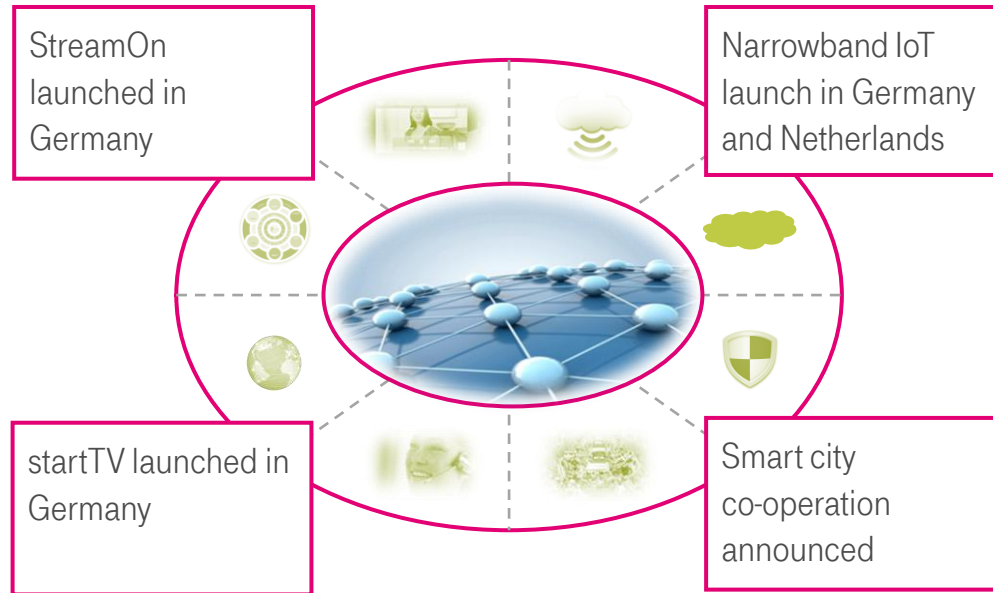 StreamOn
launched in
Germany
Narrowband IoT
launch in Germany
and Netherlands
startTV launched in
Germany
Smart city
co-operation
announced